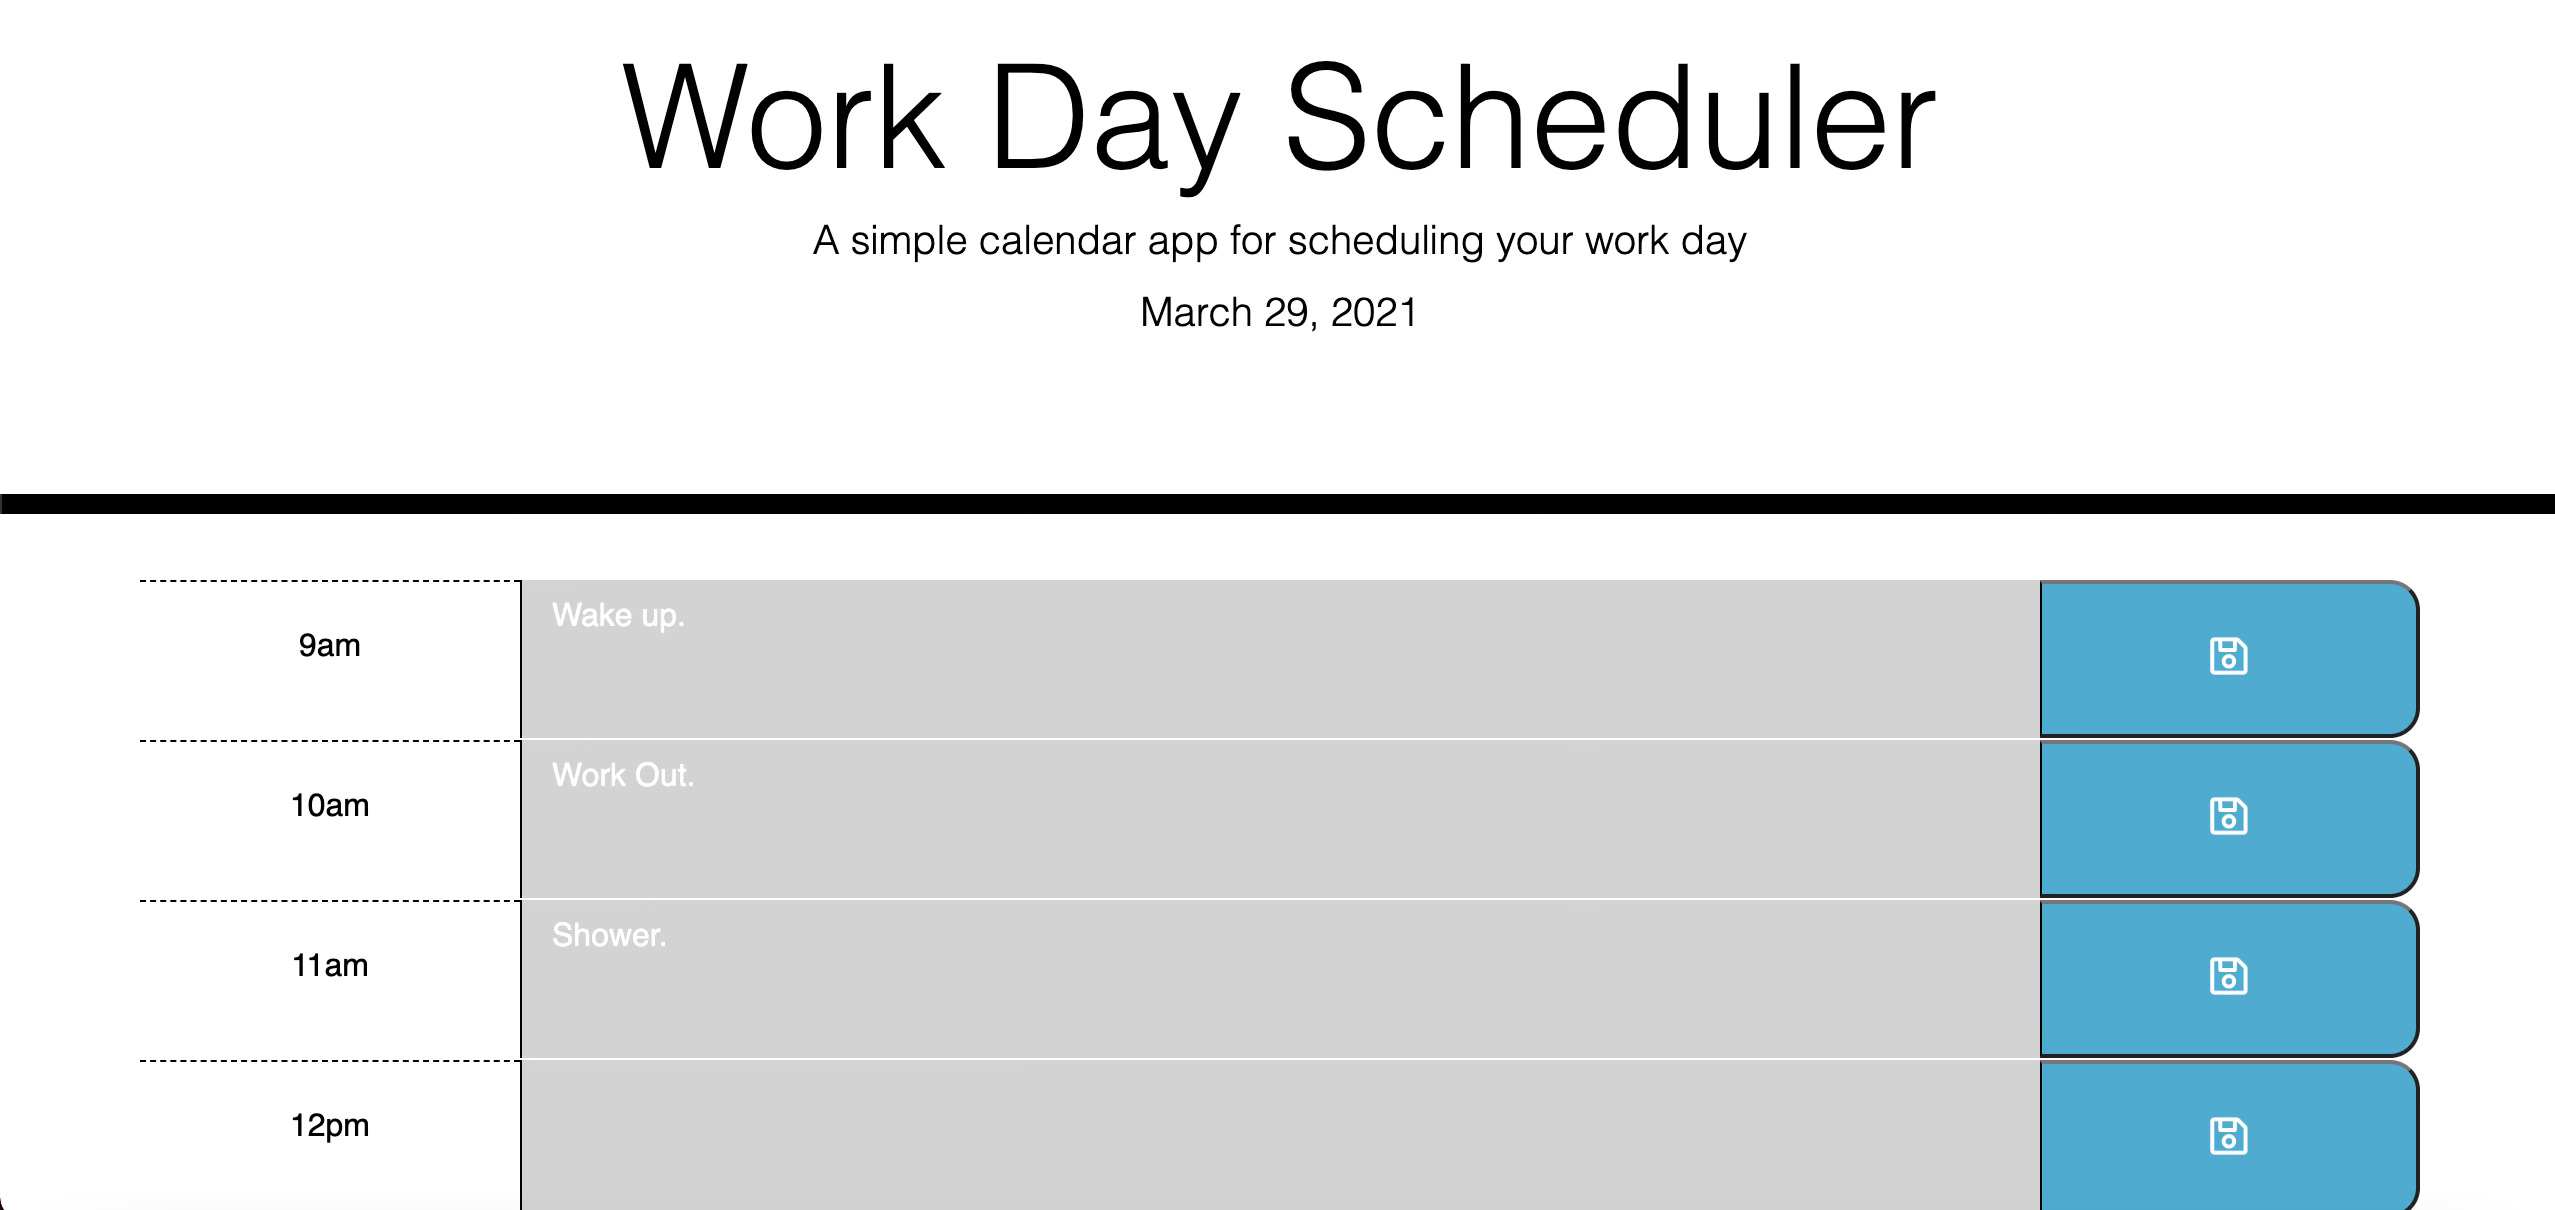 Work Day Scheduler
A simple calendar app for scheduling your work day
March 29, 2021
9am
Wake up.
10am
Work Out.
11am
Shower.
12pm